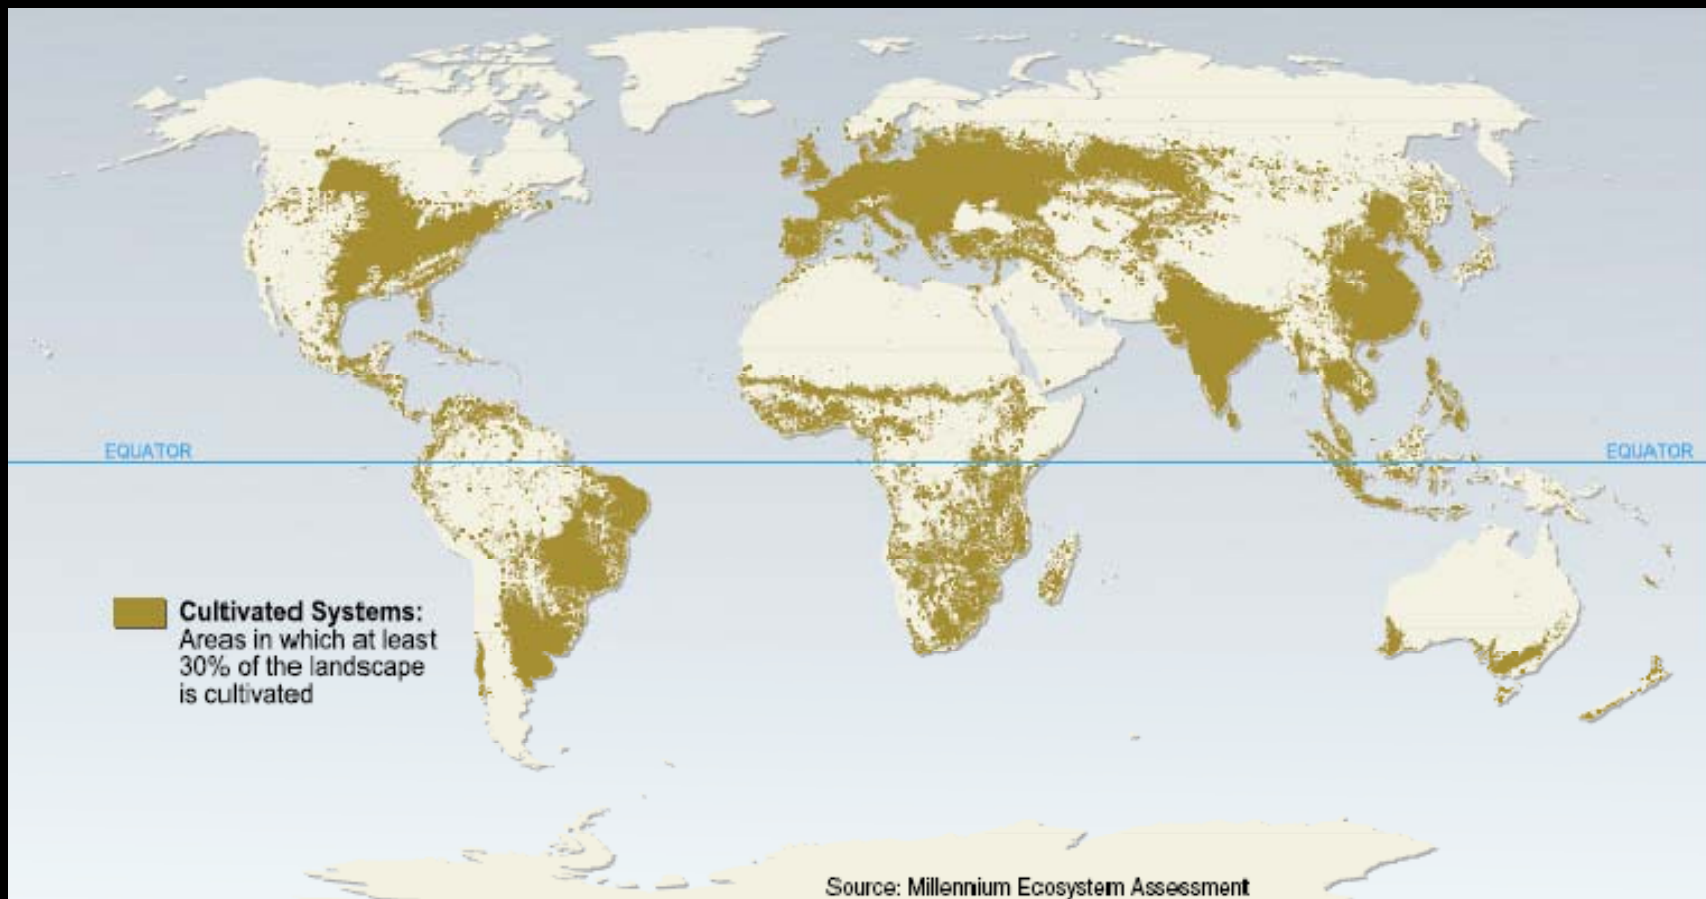 EQUATOR
EQUATOR
Cultivated Systems:
Areas in which at least
30% of the landscape
is cultivated
Source: Millennium Ecosystem Assessment